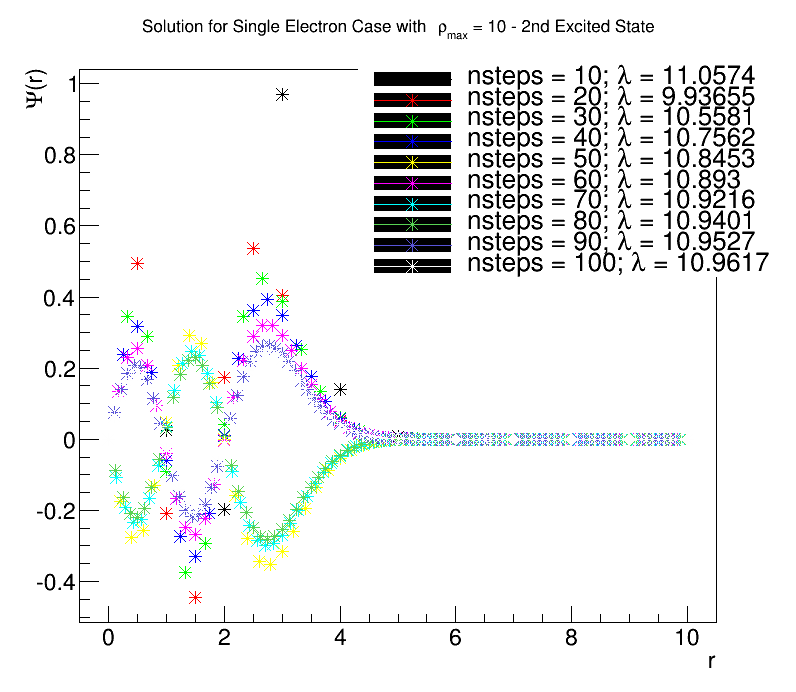 Solution for Single Electron Case with ρmax = 10 - 2nd Excited State
Ψ(r)
nsteps = 10; λ = 11.0574
nsteps = 20; λ = 9.93655
nsteps = 30; λ = 10.5581
nsteps = 40; λ = 10.7562
nsteps = 50; λ = 10.8453
nsteps = 60; λ = 10.893
nsteps = 70; λ = 10.9216
nsteps = 80; λ = 10.9401
nsteps = 90; λ = 10.9527
nsteps = 100; λ = 10.9617
1
0.8
0.6
0.4
0.2
0
-0.2
-0.4
0 2 4 6 8 10
r